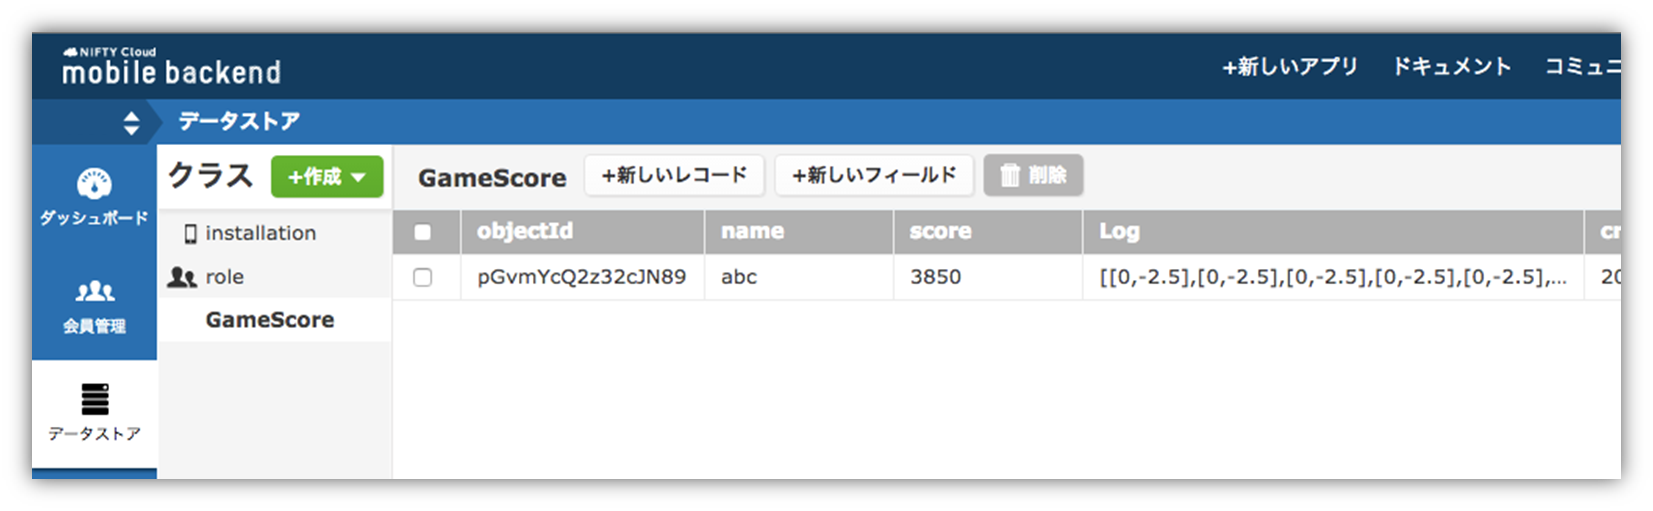 NIFTY Cloud
mobile backend
+新しいアプリ ドキュメント コミュニ
データストア
ダッシュボード
会員管理
データストア
クラス +作成
installation
role
GameScore
GameScore +新しいレコード +新しいフィールド 削除
objectId name score Log cr
pGvmYcQ2z32cJN89 abc 3850 [[0,-2.5],[0,-2.5],[0,-2.5],[0,-2.5],[0,-2.5],... 20